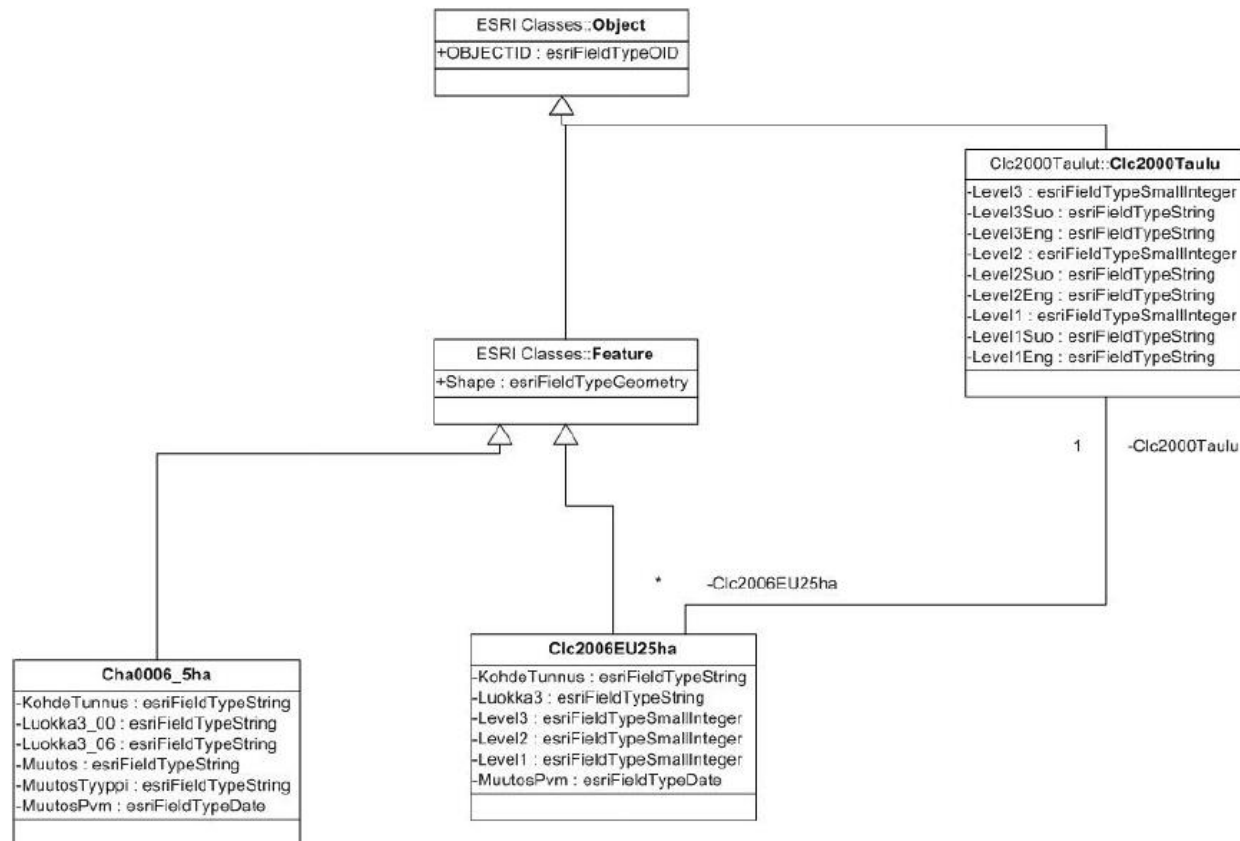 ESRI Classes::Object
+OBJECTID : esriFieldTypeOID
Clc2000Taulut::Clc2000Taulu
-Level3 : esriFieldTypeSmallInteger
-Level3Suo : esriFieldTypeString
-Level3Eng : esriFieldTypeString
-Level2 : esriFieldTypeSmallInteger
-Level2Suo : esriFieldTypeString
-Level2Eng : esriFieldTypeString
-Level1 : esriFieldTypeSmallInteger
-Level1Suo : esriFieldTypeString
-Level1Eng : esriFieldTypeString
ESRI Classes::Feature
+Shape : esriFieldTypeGeometry
1 -Clc2000Taulu
* -Clc2006EU25ha
Cha0006_5ha
-KohdeTunnus : esriFieldTypeString
-Luokka3_00 : esriFieldTypeString
-Luokka3_06 : esriFieldTypeString
-Muutos : esriFieldTypeString
-MuutosTyyppi : esriFieldTypeString
-MuutosPvm : esriFieldTypeDate
Clc2006EU25ha
-KohdeTunnus : esriFieldTypeString
-Luokka3 : esriFieldTypeString
-Level3 : esriFieldTypeSmallInteger
-Level2 : esriFieldTypeSmallInteger
-Level1 : esriFieldTypeSmallInteger
-MuutosPvm : esriFieldTypeDate